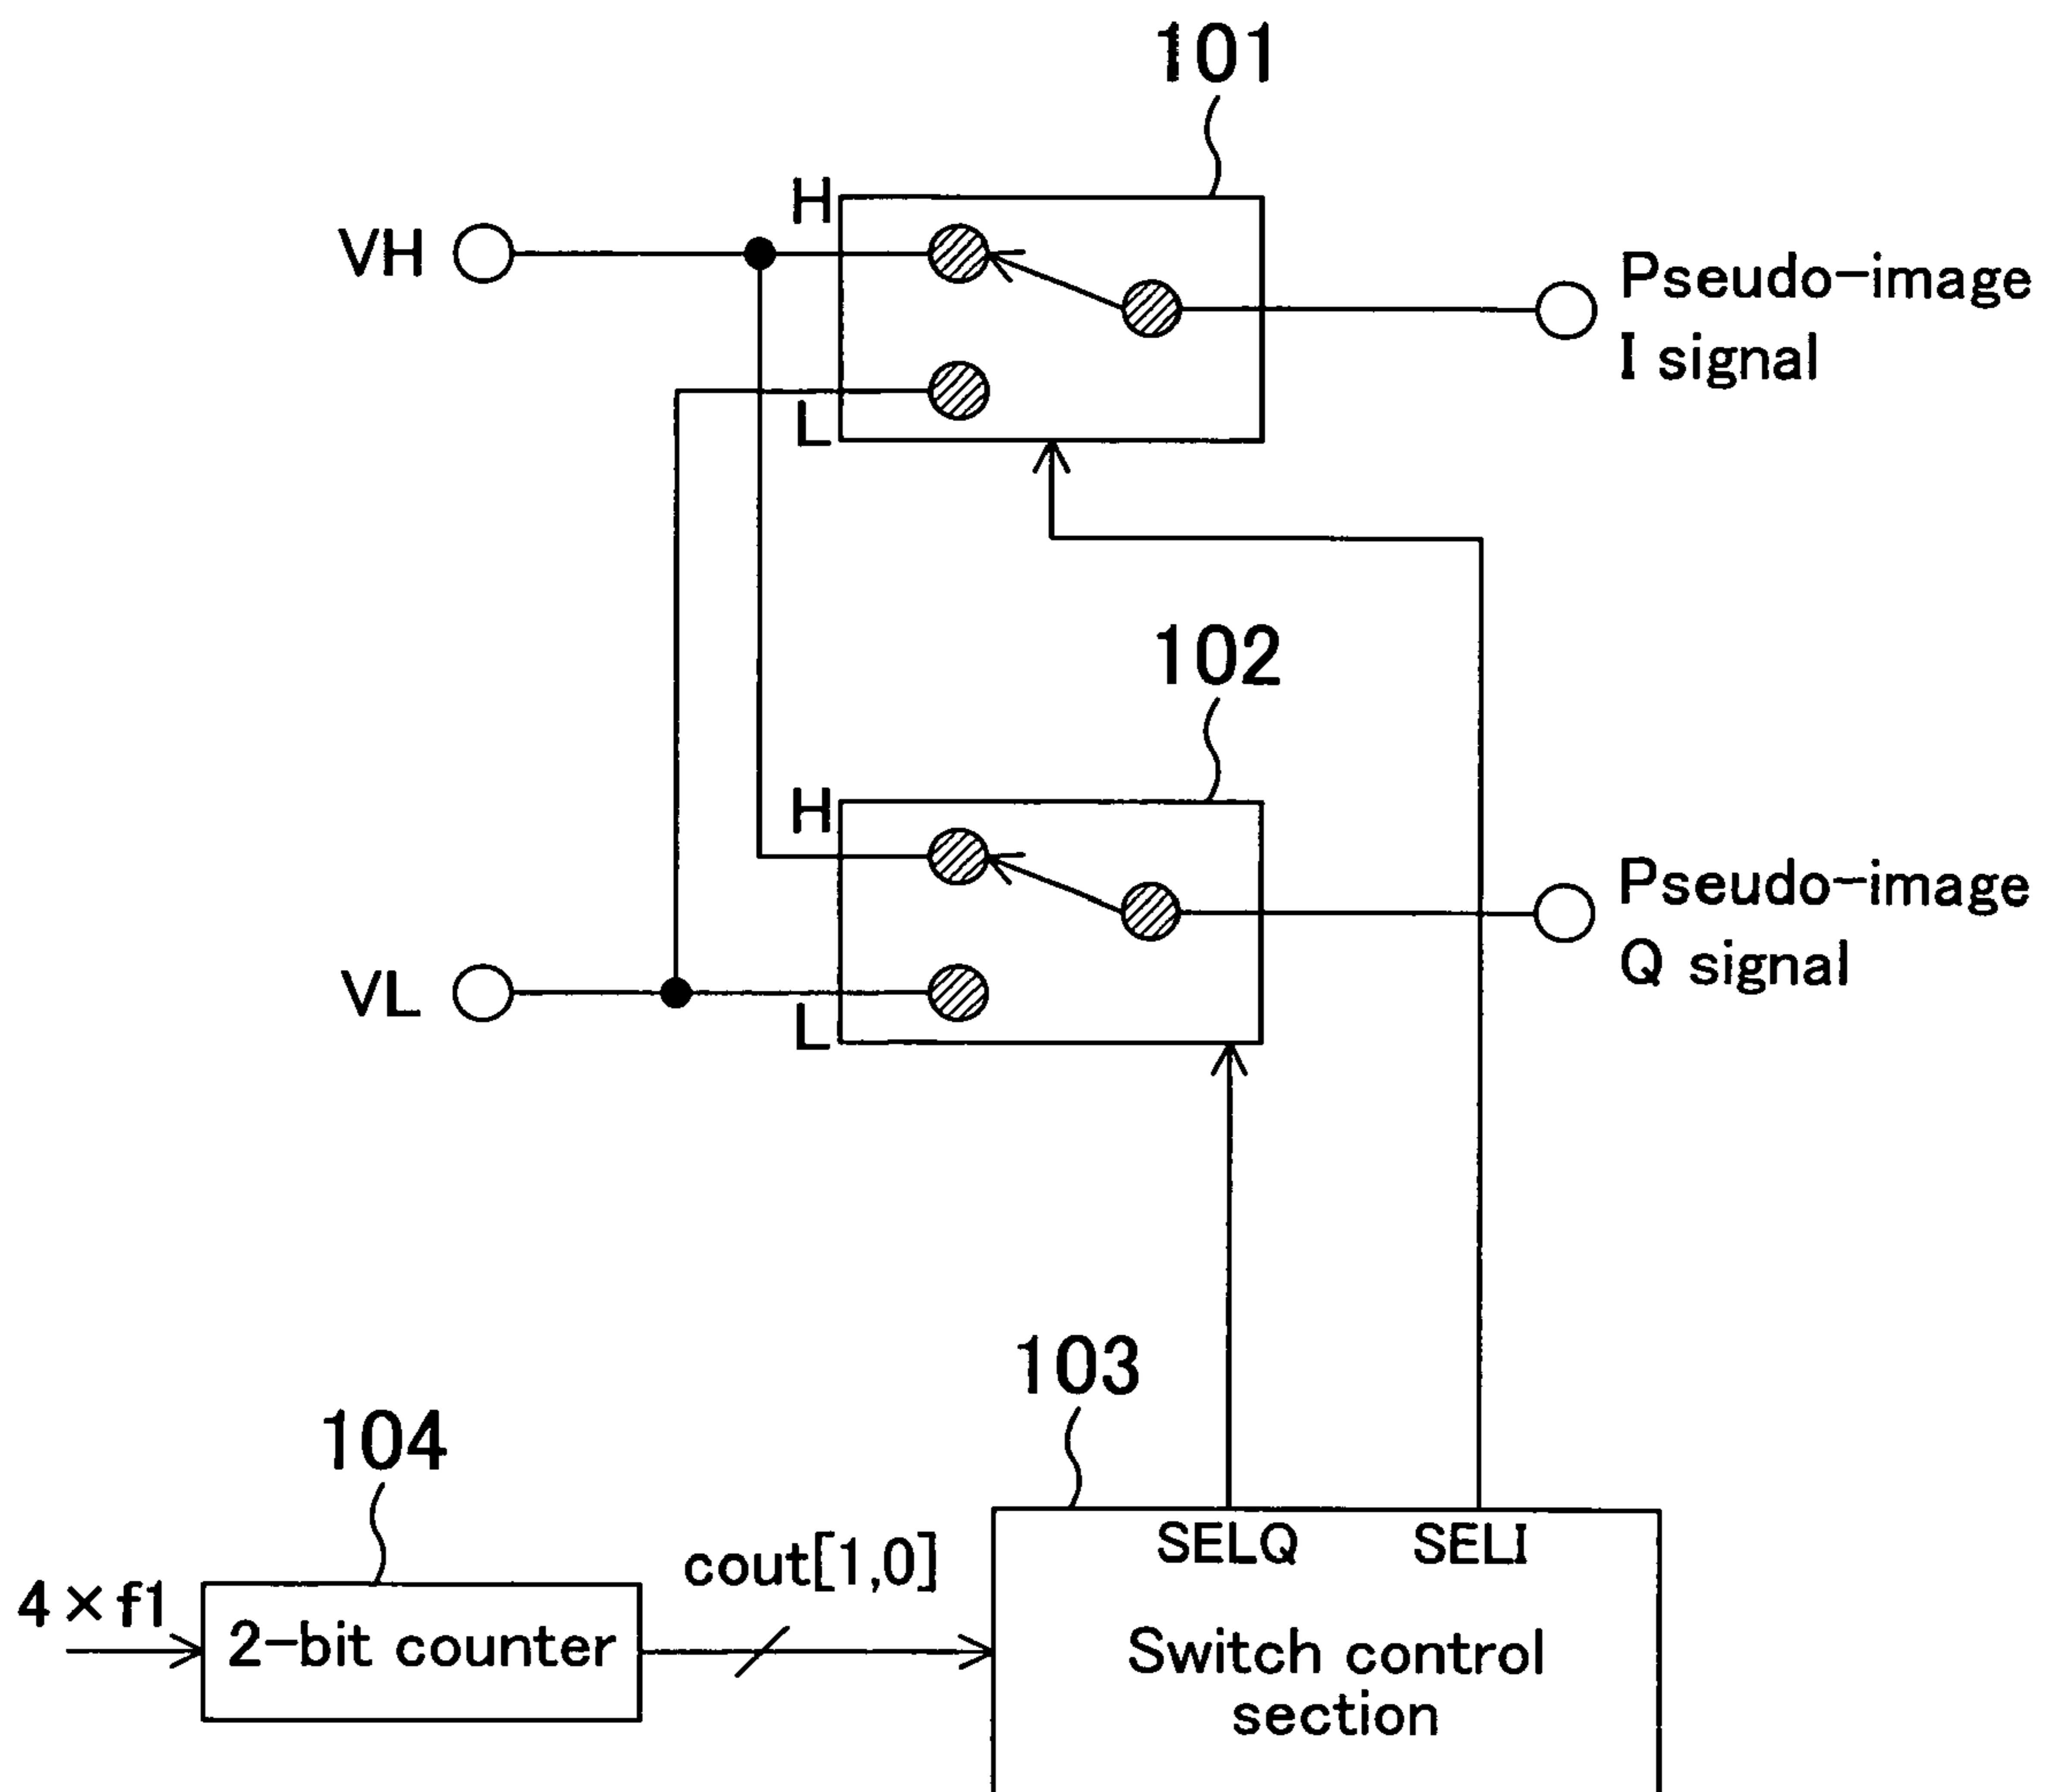 101
H
VH
Pseudo-image
I signal
L
102
H
Pseudo-image
Q signal
VL
L
103
104
SELQ SELI
cout[1,0]
4×f1
2-bit counter
Switch control
section